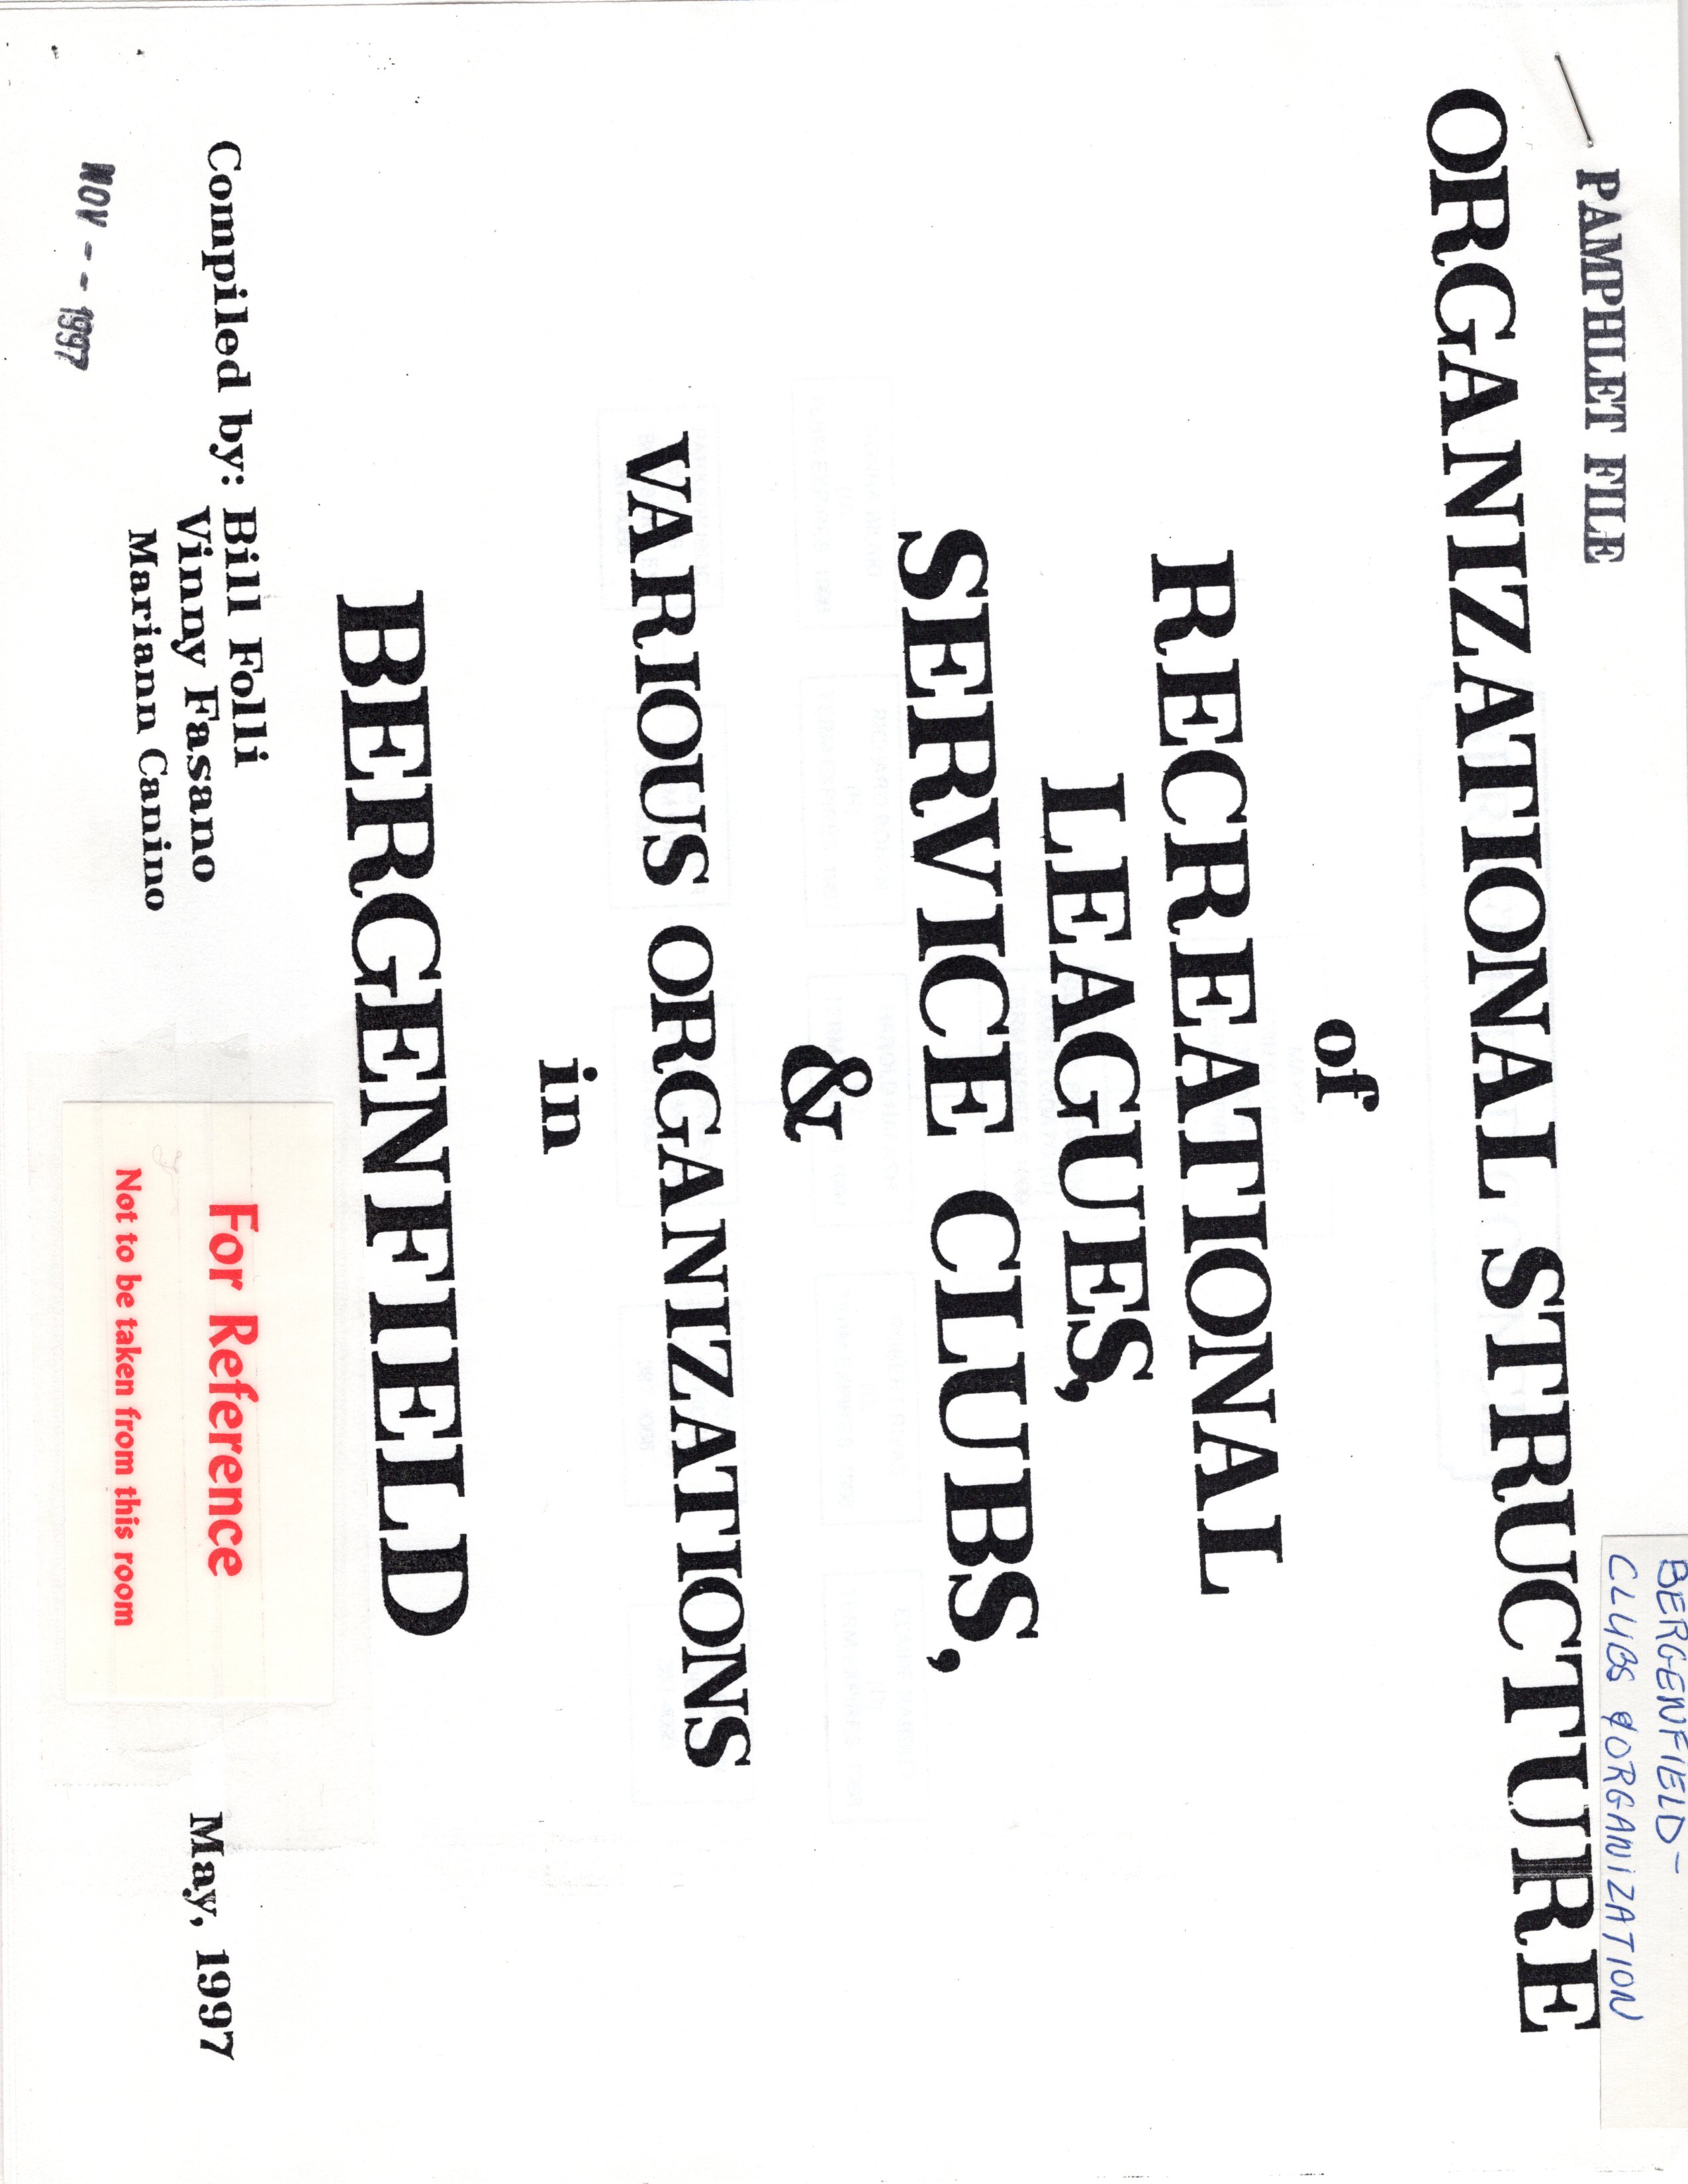 PAMPHLET FILE
BERGENFIELD-
CLUBS & ORGANIZATION
ORGANIZATIONAL STRUCTURE
of
RECREATIONAL
LEAGUES,
SERVICE CLUBS,
&
VARIOUS ORGANIZATIONS
in
BERGENFIELD
Compiled by: Bill Folli
Vinny Fasano
Mariann Canino
May, 1997
For Reference
Not to be taken from this room
NOV - - 1997